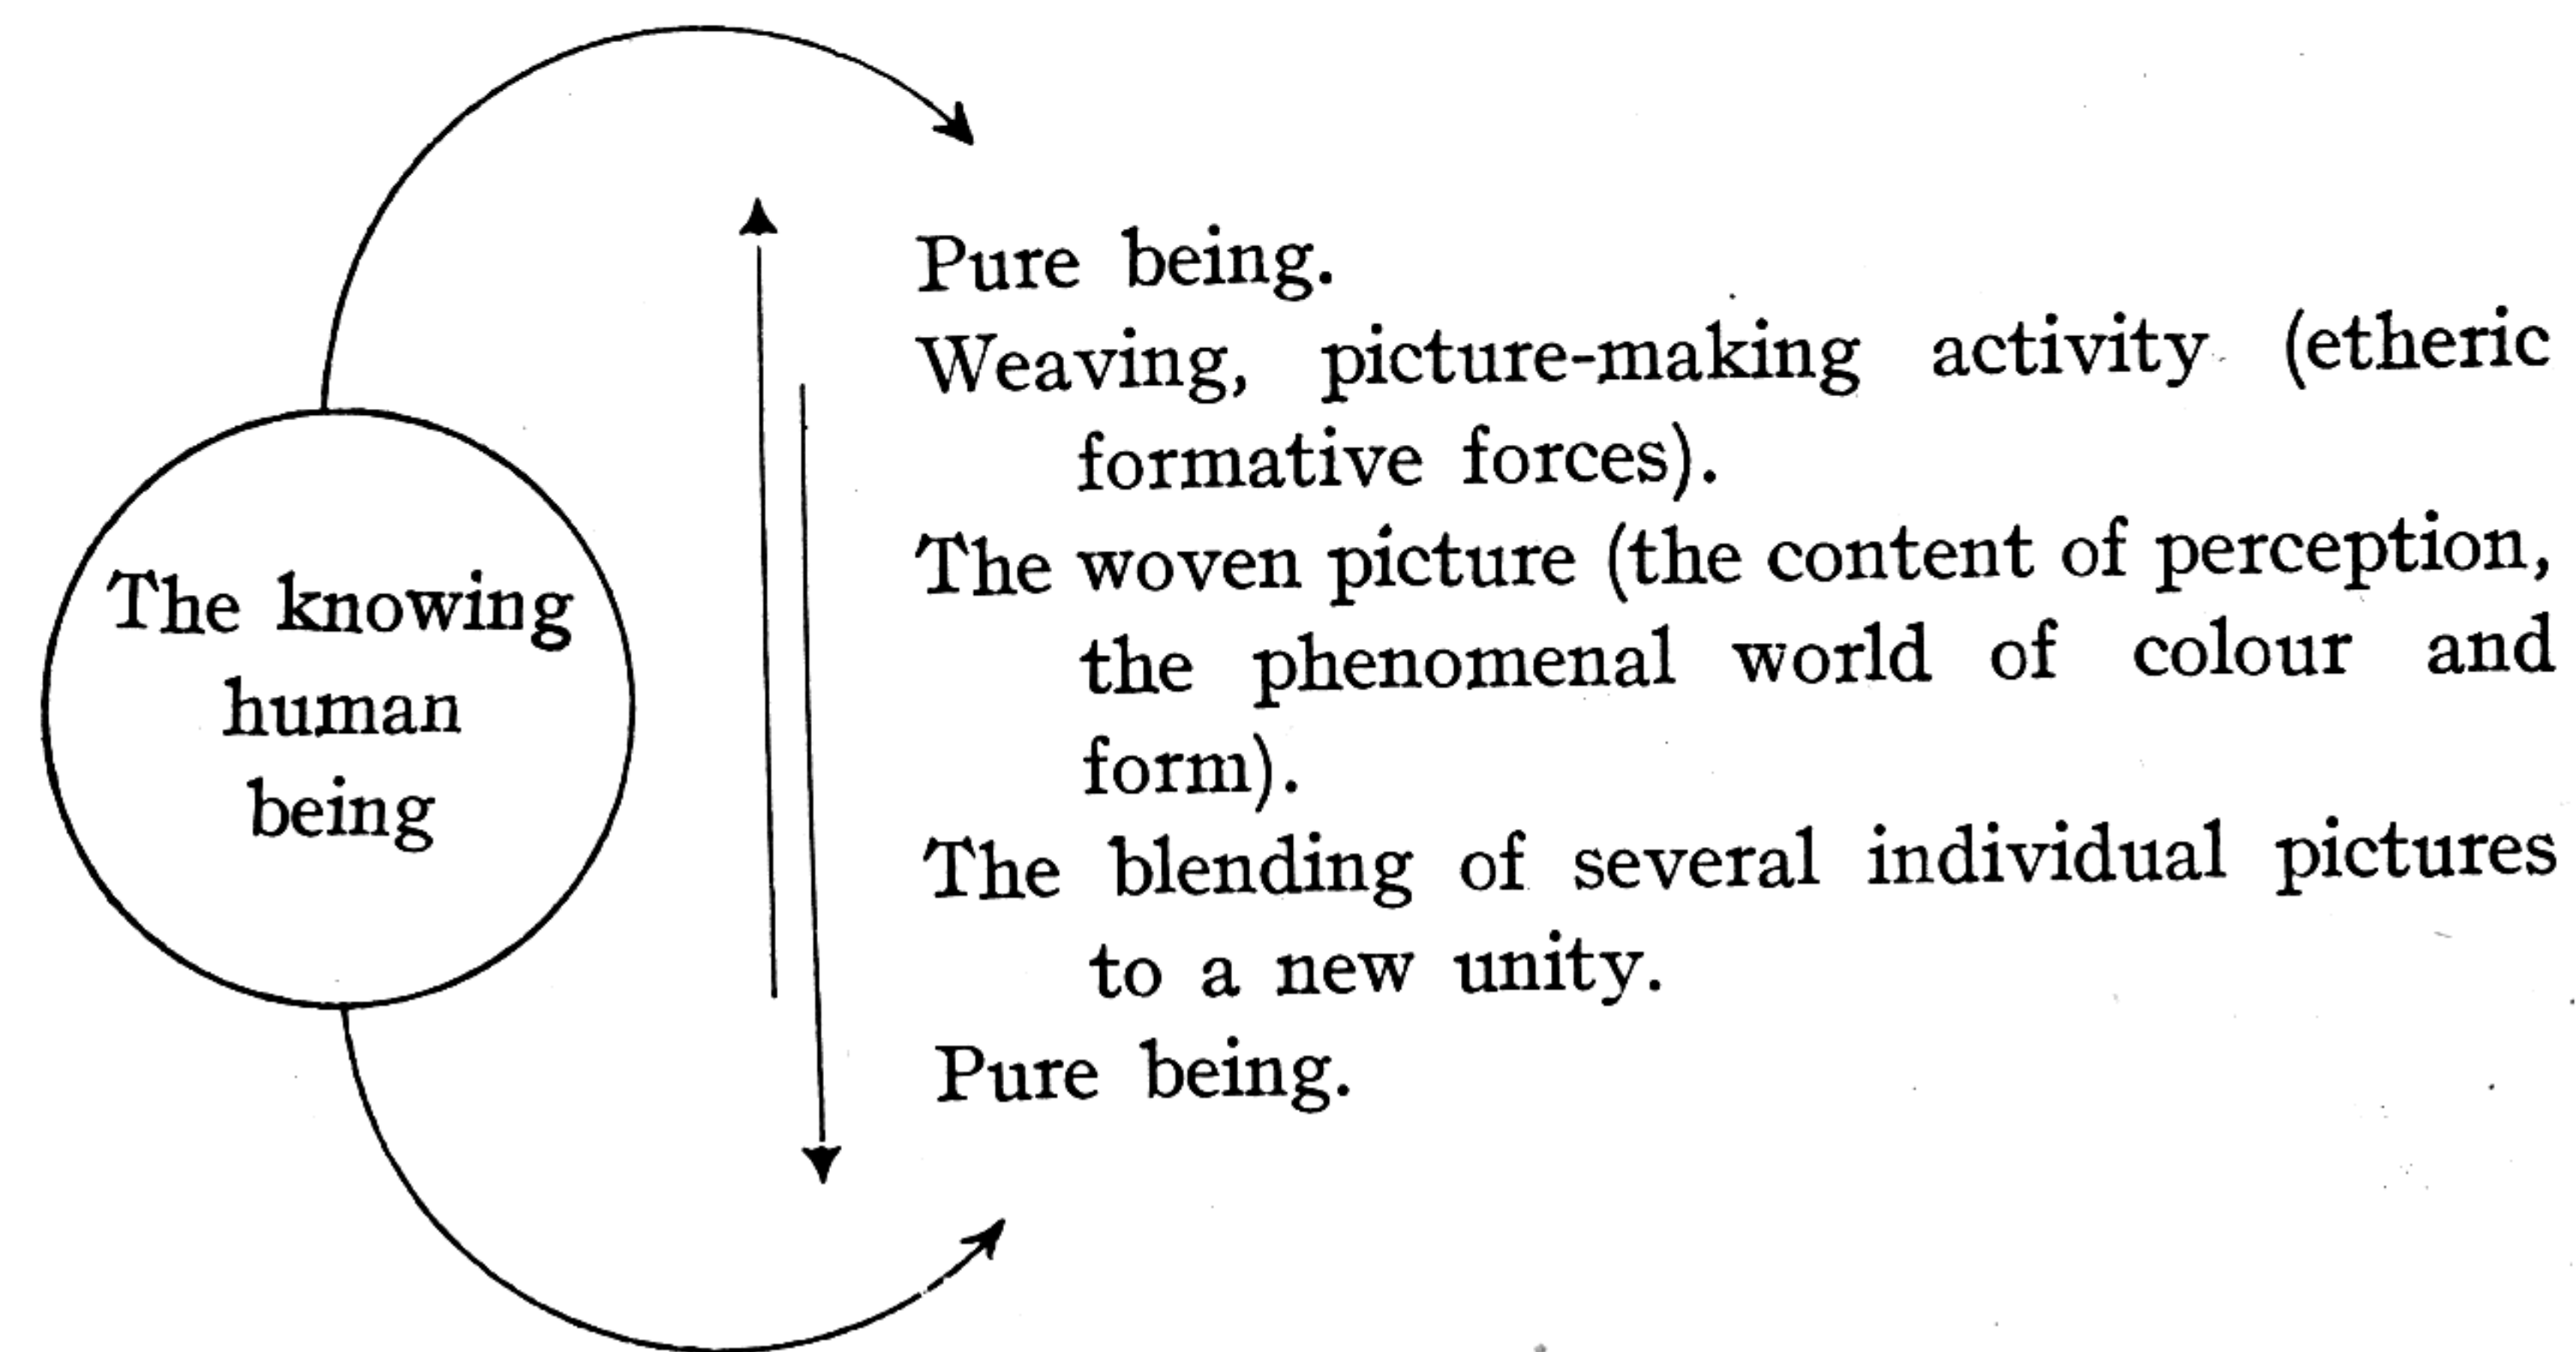 The knowing
human
being
Pure being.
Weaving, picture-making activity (etheric
formative forces).
The woven picture (the content of perception,
the phenomenal world of colour and
form).
The blending of several individual pictures
to a new unity.
Pure being.